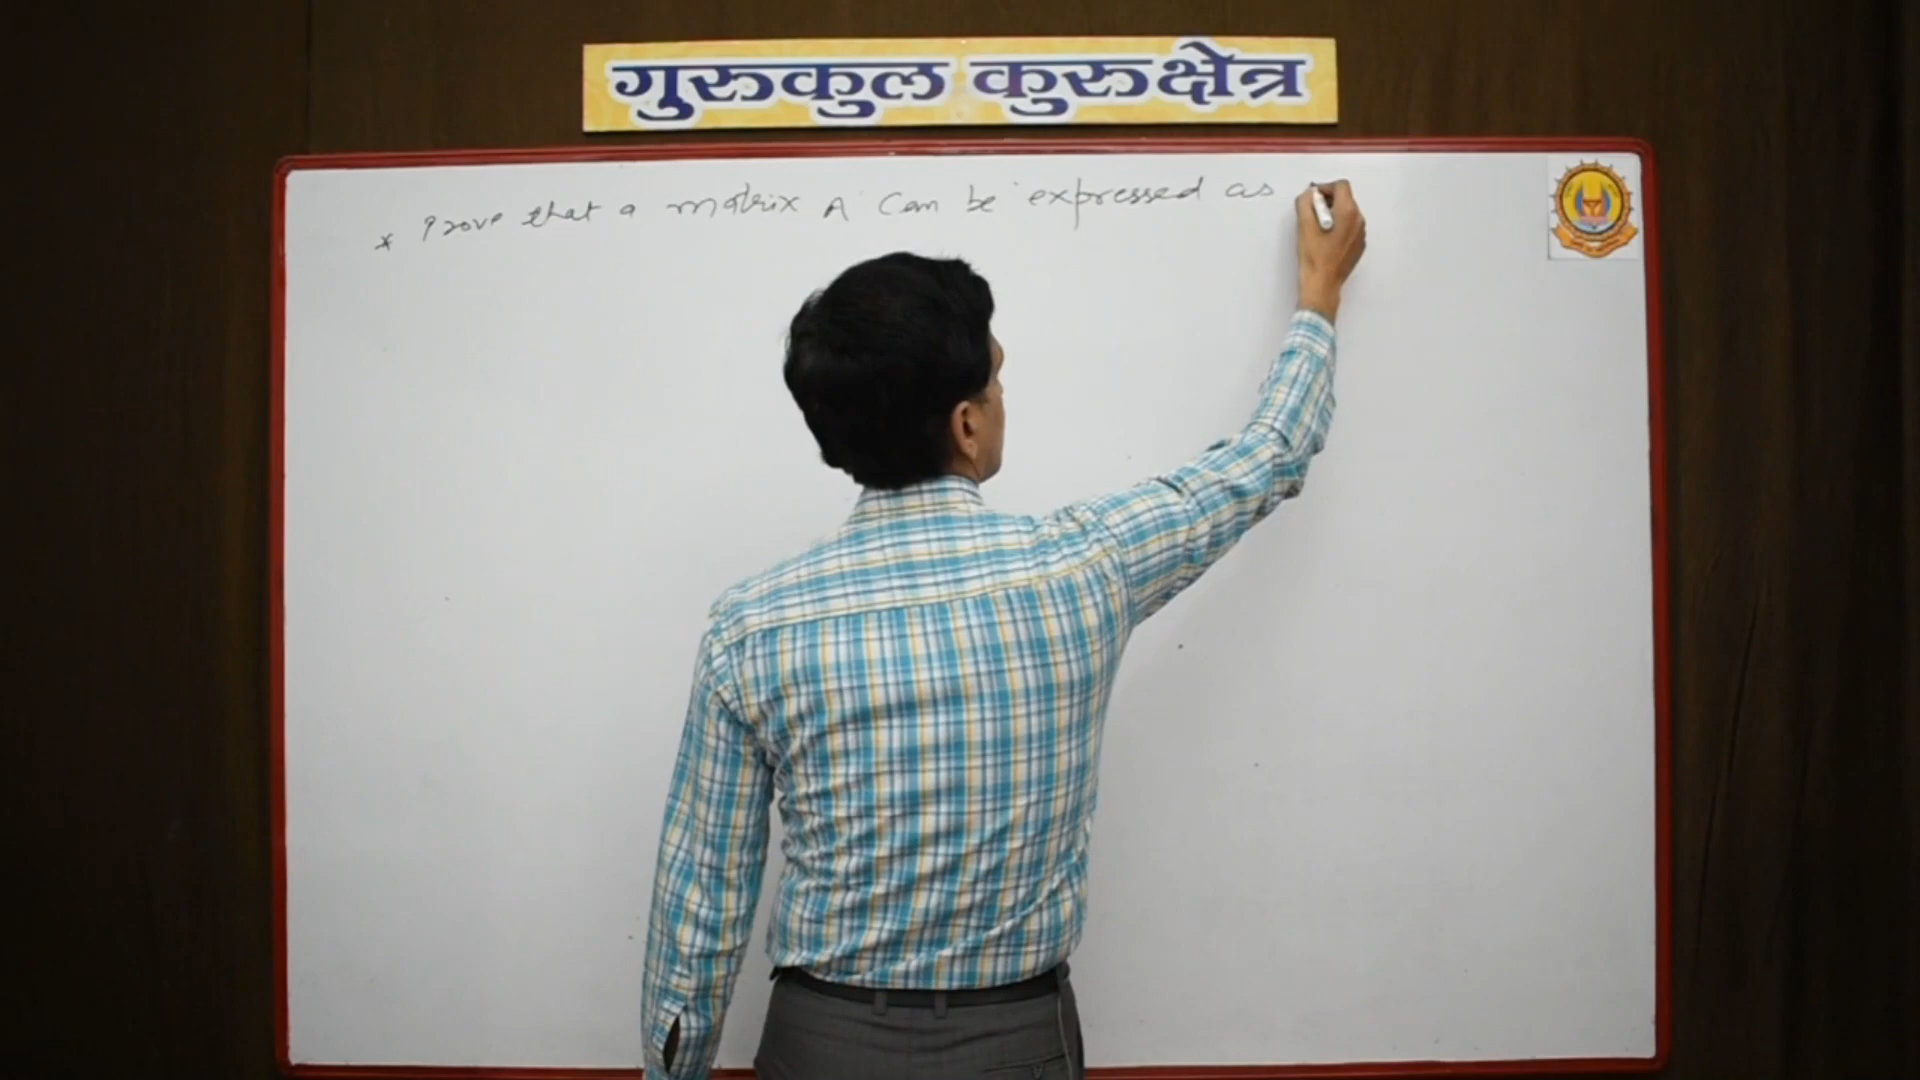 गुरुकुल कुरुक्षेत्र
* Prove that a matrix A can be expressed as